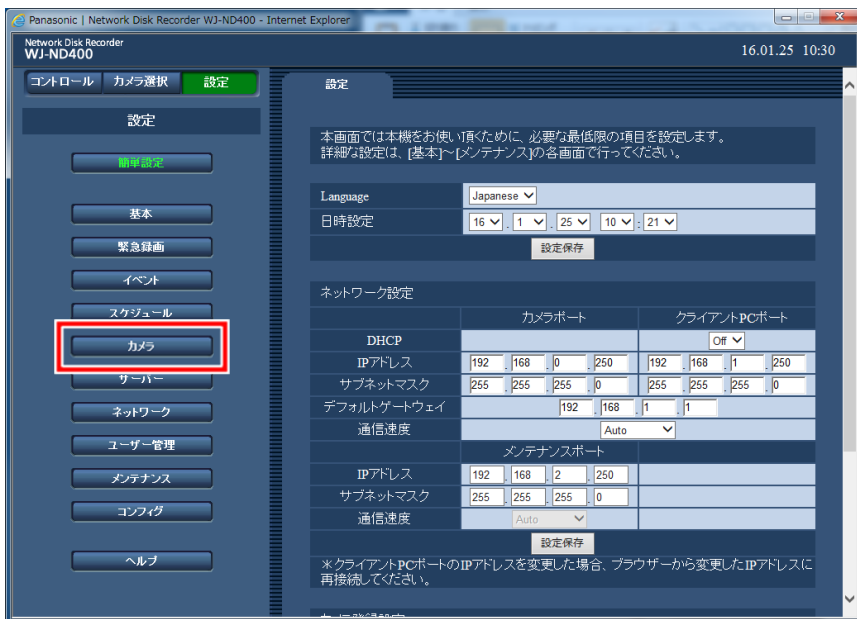 Panasonic | Network Disk Recorder WJ-ND400 - Internet Explorer
Network Disk Recorder
WJ-ND400
16.01.25 10:30
コントロール カメラ選択 設定
設定
簡単設定
基本
緊急録画
イベント
スケジュール
カメラ
サーバー
ネットワーク
ユーザー管理
メンテナンス
コンフィグ
ヘルプ
設定
本画面では本機をお使い頂くために、必要な最低限の項目を設定します。
詳細な設定は、[基本]～[メンテナンス]の各画面で行ってください。
Language Japanese
日時設定 16 . 1 . 25 10 : 21
設定保存
ネットワーク設定
カメラポート クライアントPCポート
DHCP Off
IPアドレス 192 . 168 . 0 . 250 192 . 168 . 1 . 250
サブネットマスク 255 . 255 . 255 . 0 255 . 255 . 255 . 0
デフォルトゲートウェイ 192 . 168 . 1 . 1
通信速度 Auto
メンテナンスポート
IPアドレス 192 . 168 . 2 . 250
サブネットマスク 255 . 255 . 255 . 0
通信速度 Auto
設定保存
※クライアントPCポートのIPアドレスを変更した場合、ブラウザーから変更したIPアドレスに
再接続してください。